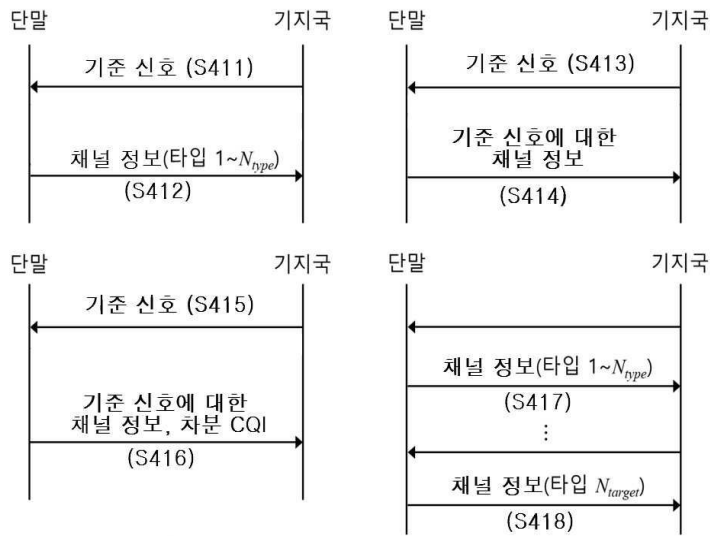 단말 기지국
기준 신호 (S411)
채널 정보(타입 1~N_type)
(S412)
단말 기지국
기준 신호 (S413)
기준 신호에 대한
채널 정보
(S414)
단말 기지국
기준 신호 (S415)
기준 신호에 대한
채널 정보, 차분 CQI
(S416)
단말 기지국
채널 정보(타입 1~N_type)
(S417)
⋮
채널 정보(타입 N_target)
(S418)